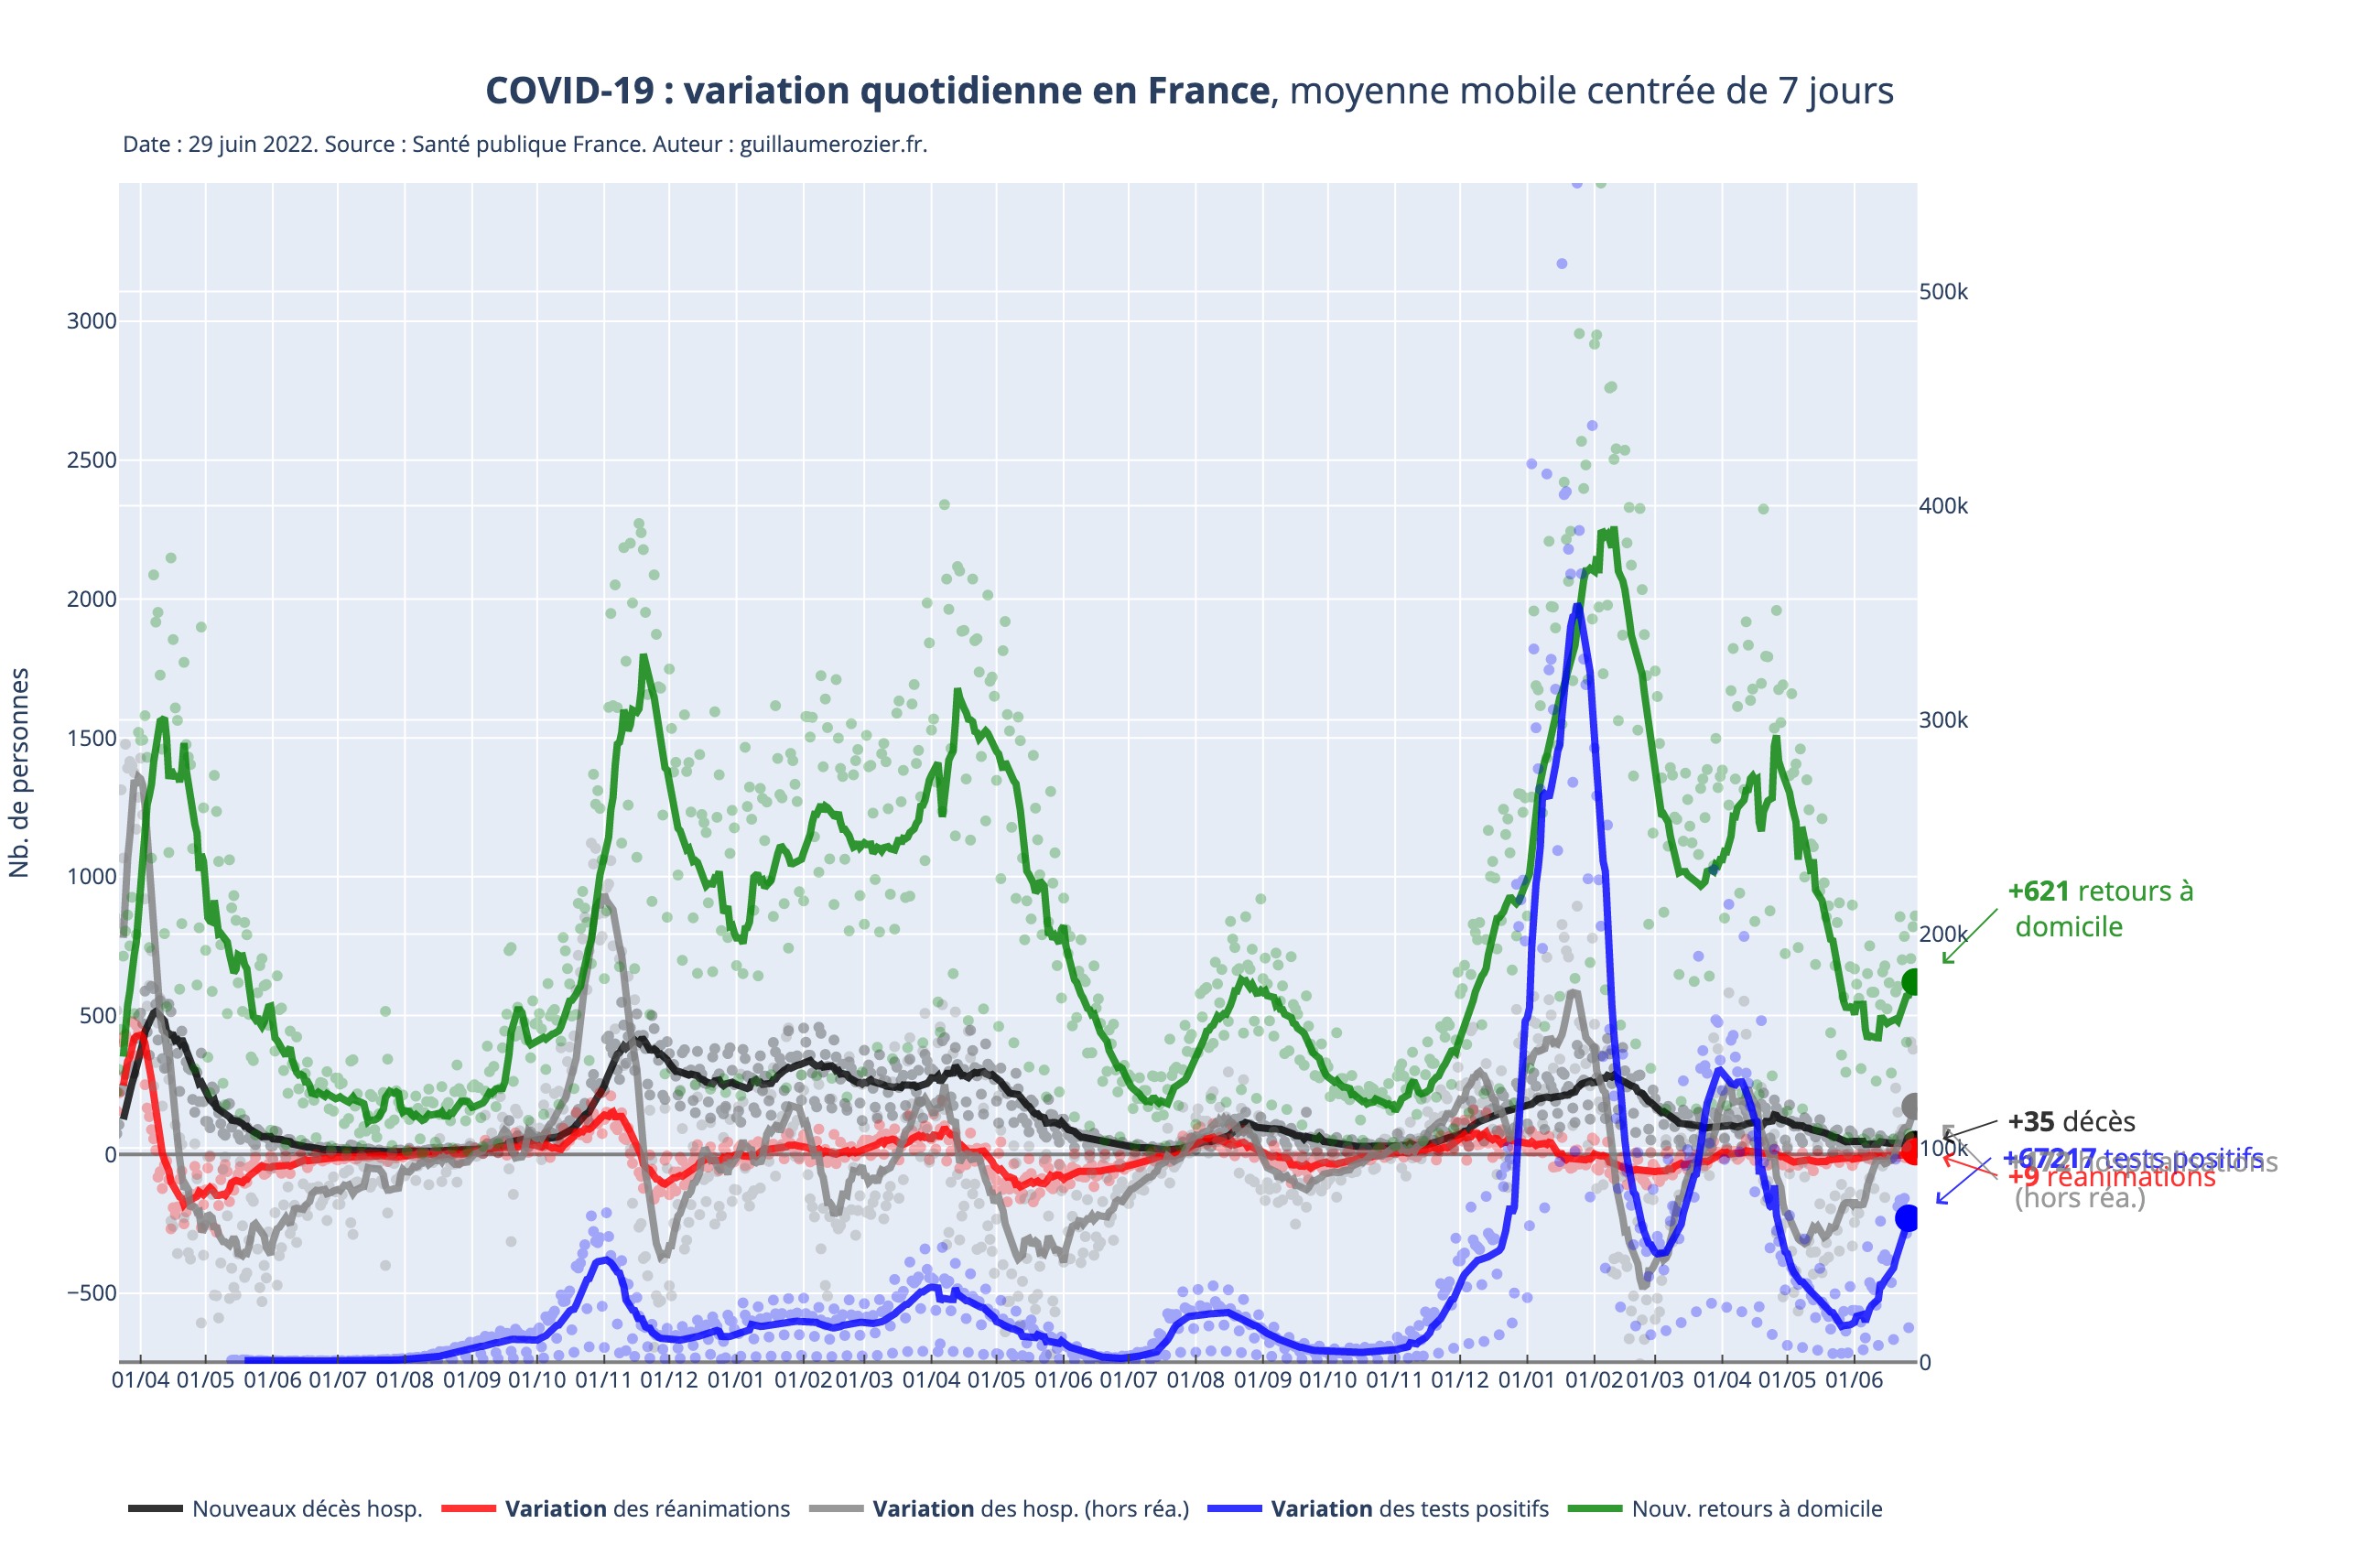 COVID-19 : variation quotidienne en France, moyenne mobile centrée de 7 jours
Date : 29 juin 2022. Source : Santé publique France. Auteur : guillaumerozier.fr.
Nb. de personnes
3000
2500
2000
1500
1000
500
0
−500
500k
400k
300k
200k
100k
0
+621 retours à
domicile
+35 décès
+67217 tests positifs
hospitalisations
(hors réa.)
+9 réanimations
01/04 01/05 01/06 01/07 01/08 01/09 01/10 01/11 01/12 01/01 01/02 01/03 01/04 01/05 01/06 01/07 01/08 01/09 01/10 01/11 01/12 01/01 01/02 01/03 01/04 01/05 01/06
Nouveaux décès hosp. Variation des réanimations Variation des hosp. (hors réa.) Variation des tests positifs Nouv. retours à domicile